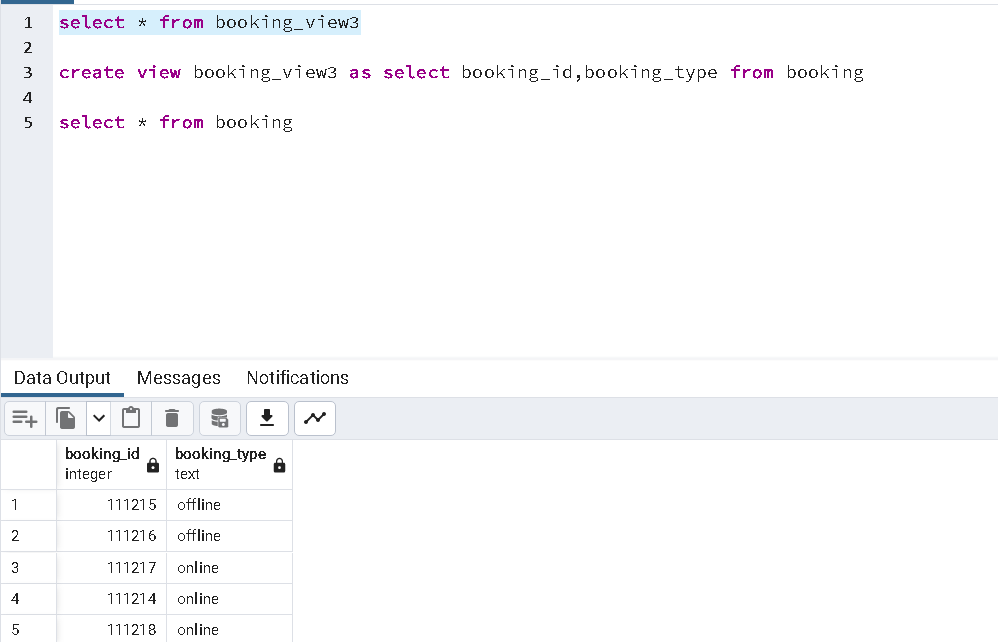 1 select * from booking_view3
2
3 create view booking_view3 as select booking_id,booking_type from booking
4
5 select * from booking
Data Output Messages Notifications
booking_id booking_type
integer text
1 111215 offline
2 111216 offline
3 111217 online
4 111214 online
5 111218 online